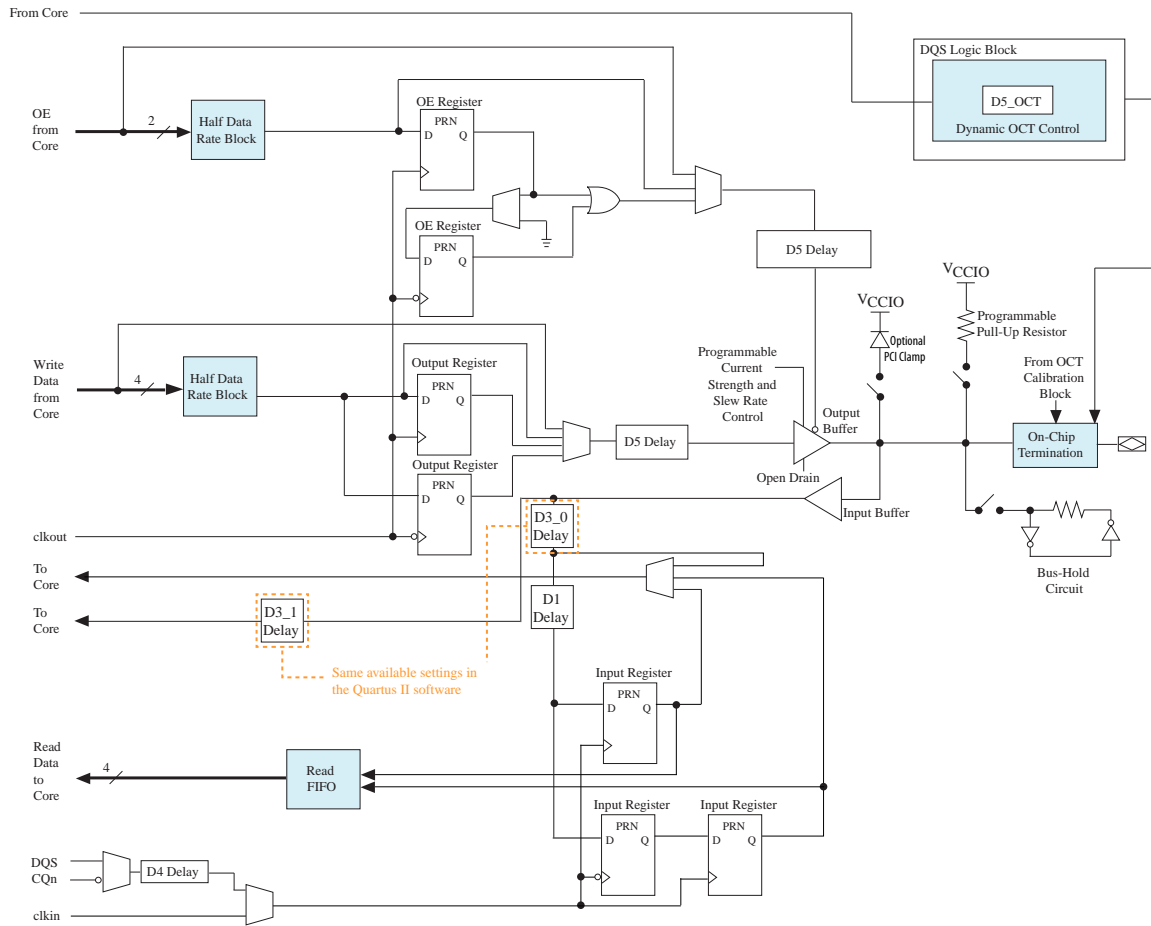 From Core
DQS Logic Block
D5_OCT
Dynamic OCT Control
OE
from
Core
2
Half Data
Rate Block
OE Register
PRN
D
Q
OE Register
PRN
D
Q
D5 Delay
VCCIO
Programmable
Pull-Up Resistor
VCCIO
Optional
PCI Clamp
From OCT
Calibration
Block
Write
Data
from
Core
4
Half Data
Rate Block
Output Register
PRN
D
Q
Output Register
PRN
D
Q
D5 Delay
Programmable
Current
Strength and
Slew Rate
Control
Output
Buffer
Open Drain
Input Buffer
On-Chip
Termination
Bus-Hold
Circuit
clkout
To
Core
To
Core
D3_0
Delay
D1
Delay
D3_1
Delay
Same available settings in
the Quartus II software
Input Register
PRN
D
Q
Read
Data
to
Core
4
Read
FIFO
Input Register
PRN
D
Q
Input Register
PRN
D
Q
DQS
CQn
D4 Delay
clkin